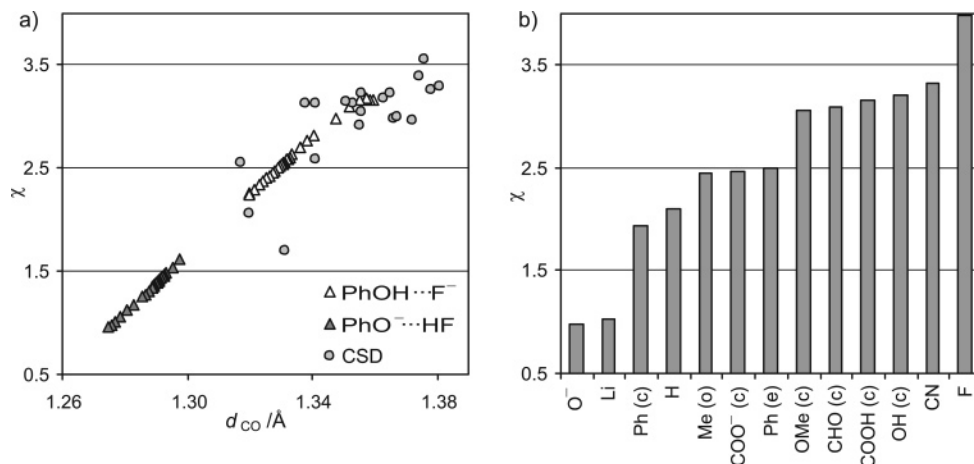 a)
3.5
2.5
1.5
0.5
χ
1.26
1.30
1.34
1.38
d CO /Å
PhOH···F⁻
PhO⁻···HF
CSD
b)
3.5
2.5
1.5
0.5
χ
O⁻
Li
Ph (c)
H
Me (o)
COO⁻ (c)
Ph (e)
OMe (c)
CHO (c)
COOH (c)
OH (c)
CN
F